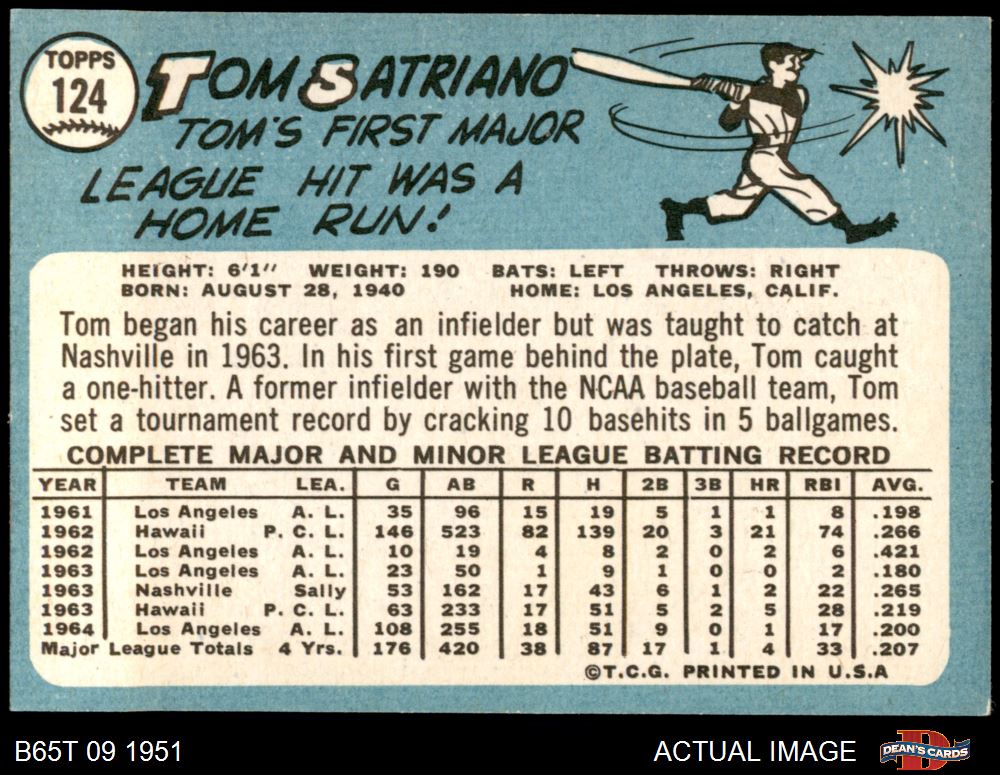 TOPPS
124
TOM SATRIANO
TOM'S FIRST MAJOR
LEAGUE HIT WAS A
HOME RUN!
HEIGHT: 6'1" WEIGHT: 190 BATS: LEFT THROWS: RIGHT
BORN: AUGUST 28, 1940 HOME: LOS ANGELES, CALIF.
Tom began his career as an infielder but was taught to catch at
Nashville in 1963. In his first game behind the plate, Tom caught
a one-hitter. A former infielder with the NCAA baseball team, Tom
set a tournament record by cracking 10 basehits in 5 ballgames.
COMPLETE MAJOR AND MINOR LEAGUE BATTING RECORD
YEAR TEAM LEA. G AB R H 2B 3B HR RBI AVG.
1961 Los Angeles A. L. 35 96 15 19 5 1 1 8 .198
1962 Hawaii P. C. L. 146 523 82 139 20 3 21 74 .266
1962 Los Angeles A. L. 10 19 4 8 2 0 2 6 .421
1963 Los Angeles A. L. 23 50 1 9 1 0 0 2 .180
1963 Nashville Sally 53 162 17 43 6 1 2 22 .265
1963 Hawaii P. C. L. 63 233 17 51 5 2 5 28 .219
1964 Los Angeles A. L. 108 255 18 51 9 0 1 17 .200
Major League Totals 4 Yrs. 176 420 38 87 17 1 4 33 .207
©T.C.G. PRINTED IN U.S.A
B65T 09 1951 ACTUAL IMAGE DEAN'S CARDS